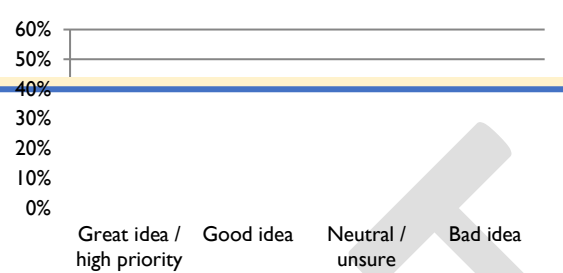 60%
50%
40%
30%
20%
10%
0%
Great idea / high priority
Good idea
Neutral / unsure
Bad idea